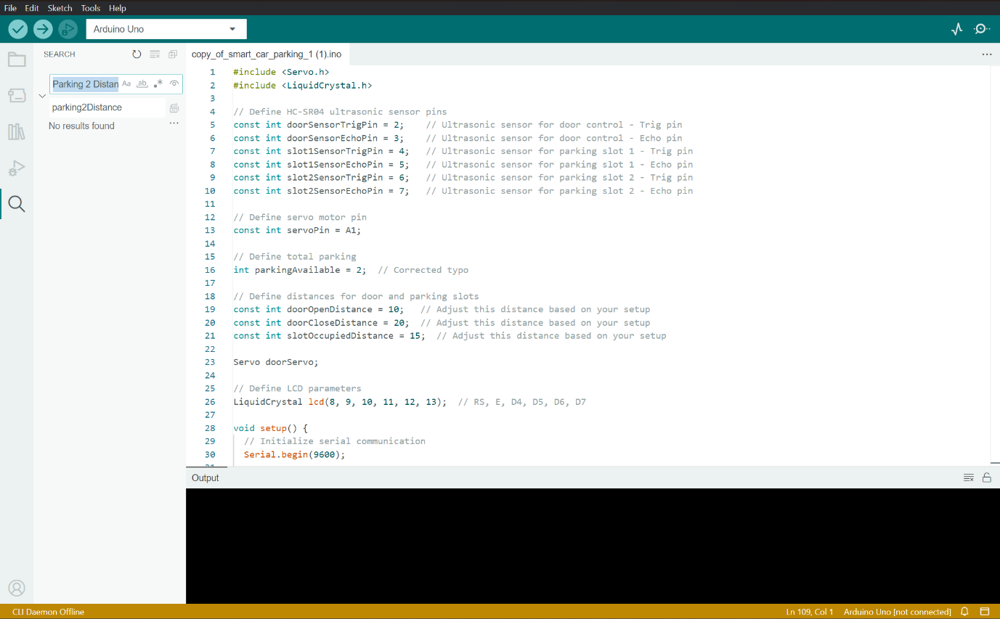 File Edit Sketch Tools Help
Arduino Uno
SEARCH
Parking 2 Distan Aa ab .*
parking2Distance
No results found
copy_of_smart_car_parking_1 (1).ino
1 #include <Servo.h>
2 #include <LiquidCrystal.h>
3
4 // Define HC-SR04 ultrasonic sensor pins
5 const int doorSensorTrigPin = 2; // Ultrasonic sensor for door control - Trig pin
6 const int doorSensorEchoPin = 3; // Ultrasonic sensor for door control - Echo pin
7 const int slot1SensorTrigPin = 4; // Ultrasonic sensor for parking slot 1 - Trig pin
8 const int slot1SensorEchoPin = 5; // Ultrasonic sensor for parking slot 1 - Echo pin
9 const int slot2SensorTrigPin = 6; // Ultrasonic sensor for parking slot 2 - Trig pin
10 const int slot2SensorEchoPin = 7; // Ultrasonic sensor for parking slot 2 - Echo pin
11
12 // Define servo motor pin
13 const int servoPin = A1;
14
15 // Define total parking
16 int parkingAvailable = 2; // Corrected typo
17
18 // Define distances for door and parking slots
19 const int doorOpenDistance = 10; // Adjust this distance based on your setup
20 const int doorCloseDistance = 20; // Adjust this distance based on your setup
21 const int slotOccupiedDistance = 15; // Adjust this distance based on your setup
22
23 Servo doorServo;
24
25 // Define LCD parameters
26 LiquidCrystal lcd(8, 9, 10, 11, 12, 13); // RS, E, D4, D5, D6, D7
27
28 void setup() {
29 // Initialize serial communication
30 Serial.begin(9600);
Output
CLI Daemon Offline
Ln 109, Col 1 Arduino Uno [not connected]